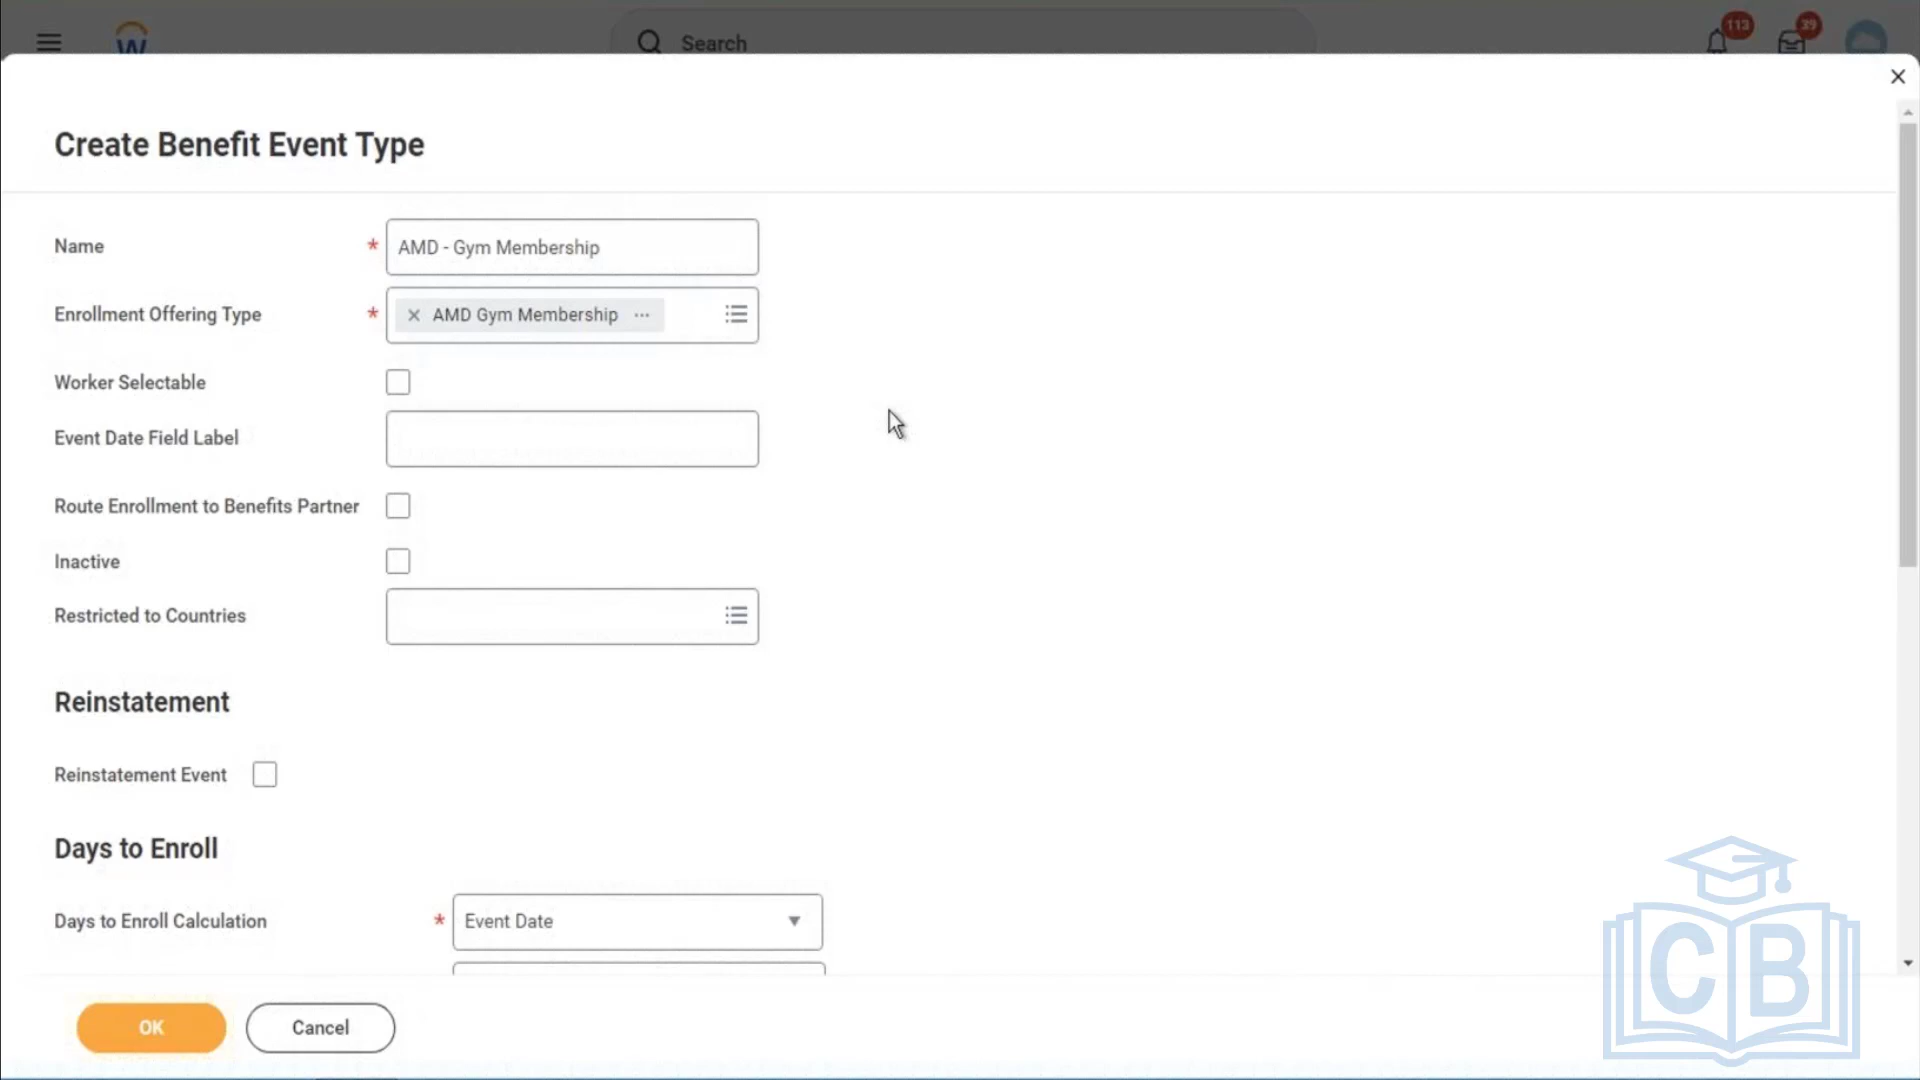 W
Search
113
39
Create Benefit Event Type
Name *
AMD - Gym Membership
Enrollment Offering Type *
AMD Gym Membership
Worker Selectable
Event Date Field Label
Route Enrollment to Benefits Partner
Inactive
Restricted to Countries
Reinstatement
Reinstatement Event
Days to Enroll
Days to Enroll Calculation *
Event Date
OK
Cancel
CB